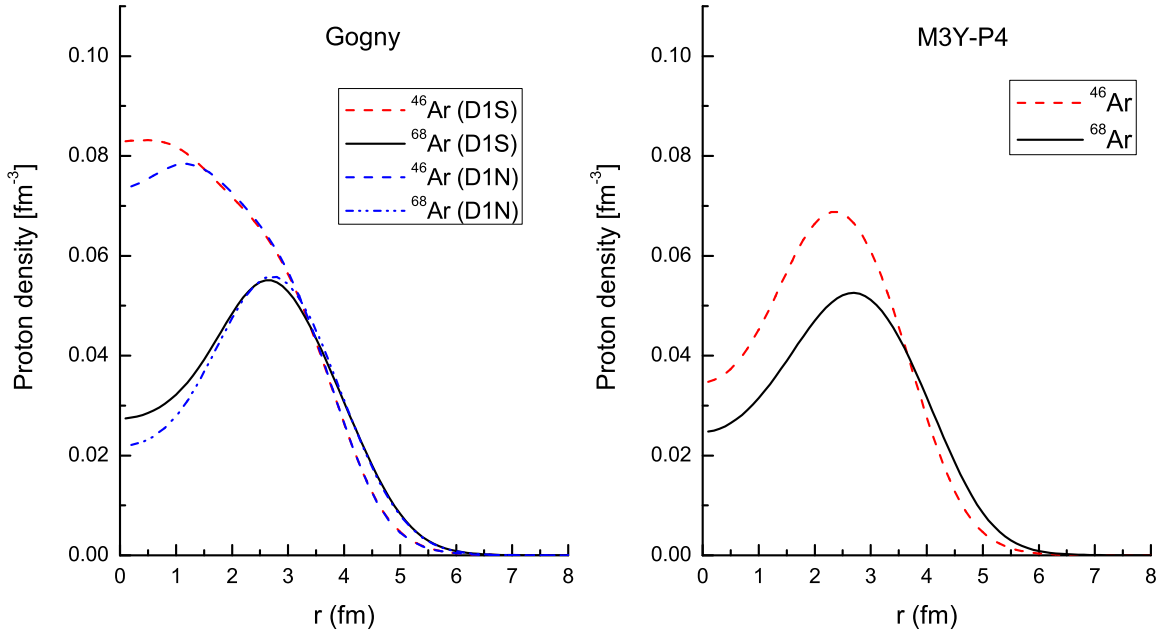 Gogny
⁴⁶Ar (D1S)
⁶⁸Ar (D1S)
⁴⁶Ar (D1N)
⁶⁸Ar (D1N)
0.10
0.08
0.06
0.04
0.02
0.00
Proton density [fm⁻³]
0 1 2 3 4 5 6 7 8
r (fm)
M3Y-P4
⁴⁶Ar
⁶⁸Ar
0.10
0.08
0.06
0.04
0.02
0.00
Proton density [fm⁻³]
0 1 2 3 4 5 6 7 8
r (fm)